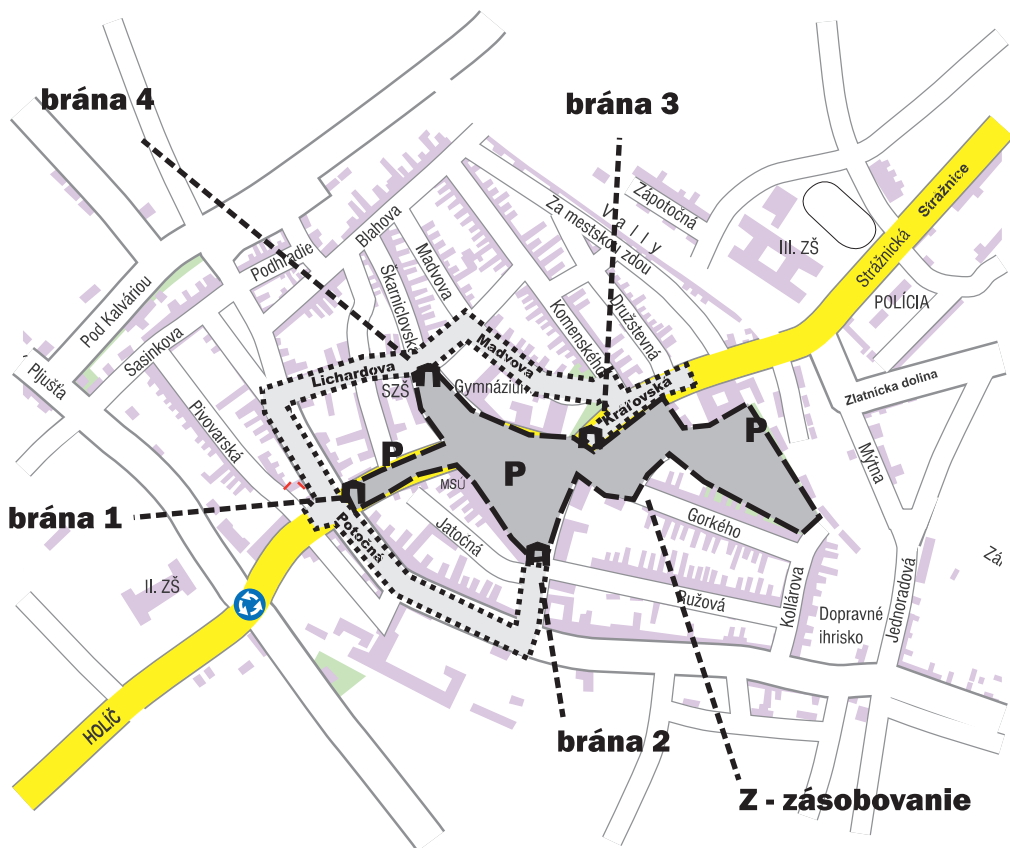 brána 4
brána 3
Strážnice
Strážnická
Zápotočná
V a l l y
Za mestskou zdou
III. ZŠ
POLÍCIA
Blahova
Podhradie
Madvova
Škarniclovská
Pod Kalváriou
Sasinkova
Pljušťa
Komenského
Družstevná
Madvova
Lichardova
SZŠ
Gymnázium
Kráľovská
Zlatnícka dolina
Pivovarská
P
P
P
MSÚ
Mýtna
brána 1
Potočná
Jatočná
Gorkého
II. ZŠ
Ružová
Kollárova
Dopravné
ihrisko
Jednoradová
HOLÍČ
brána 2
Z - zásobovanie